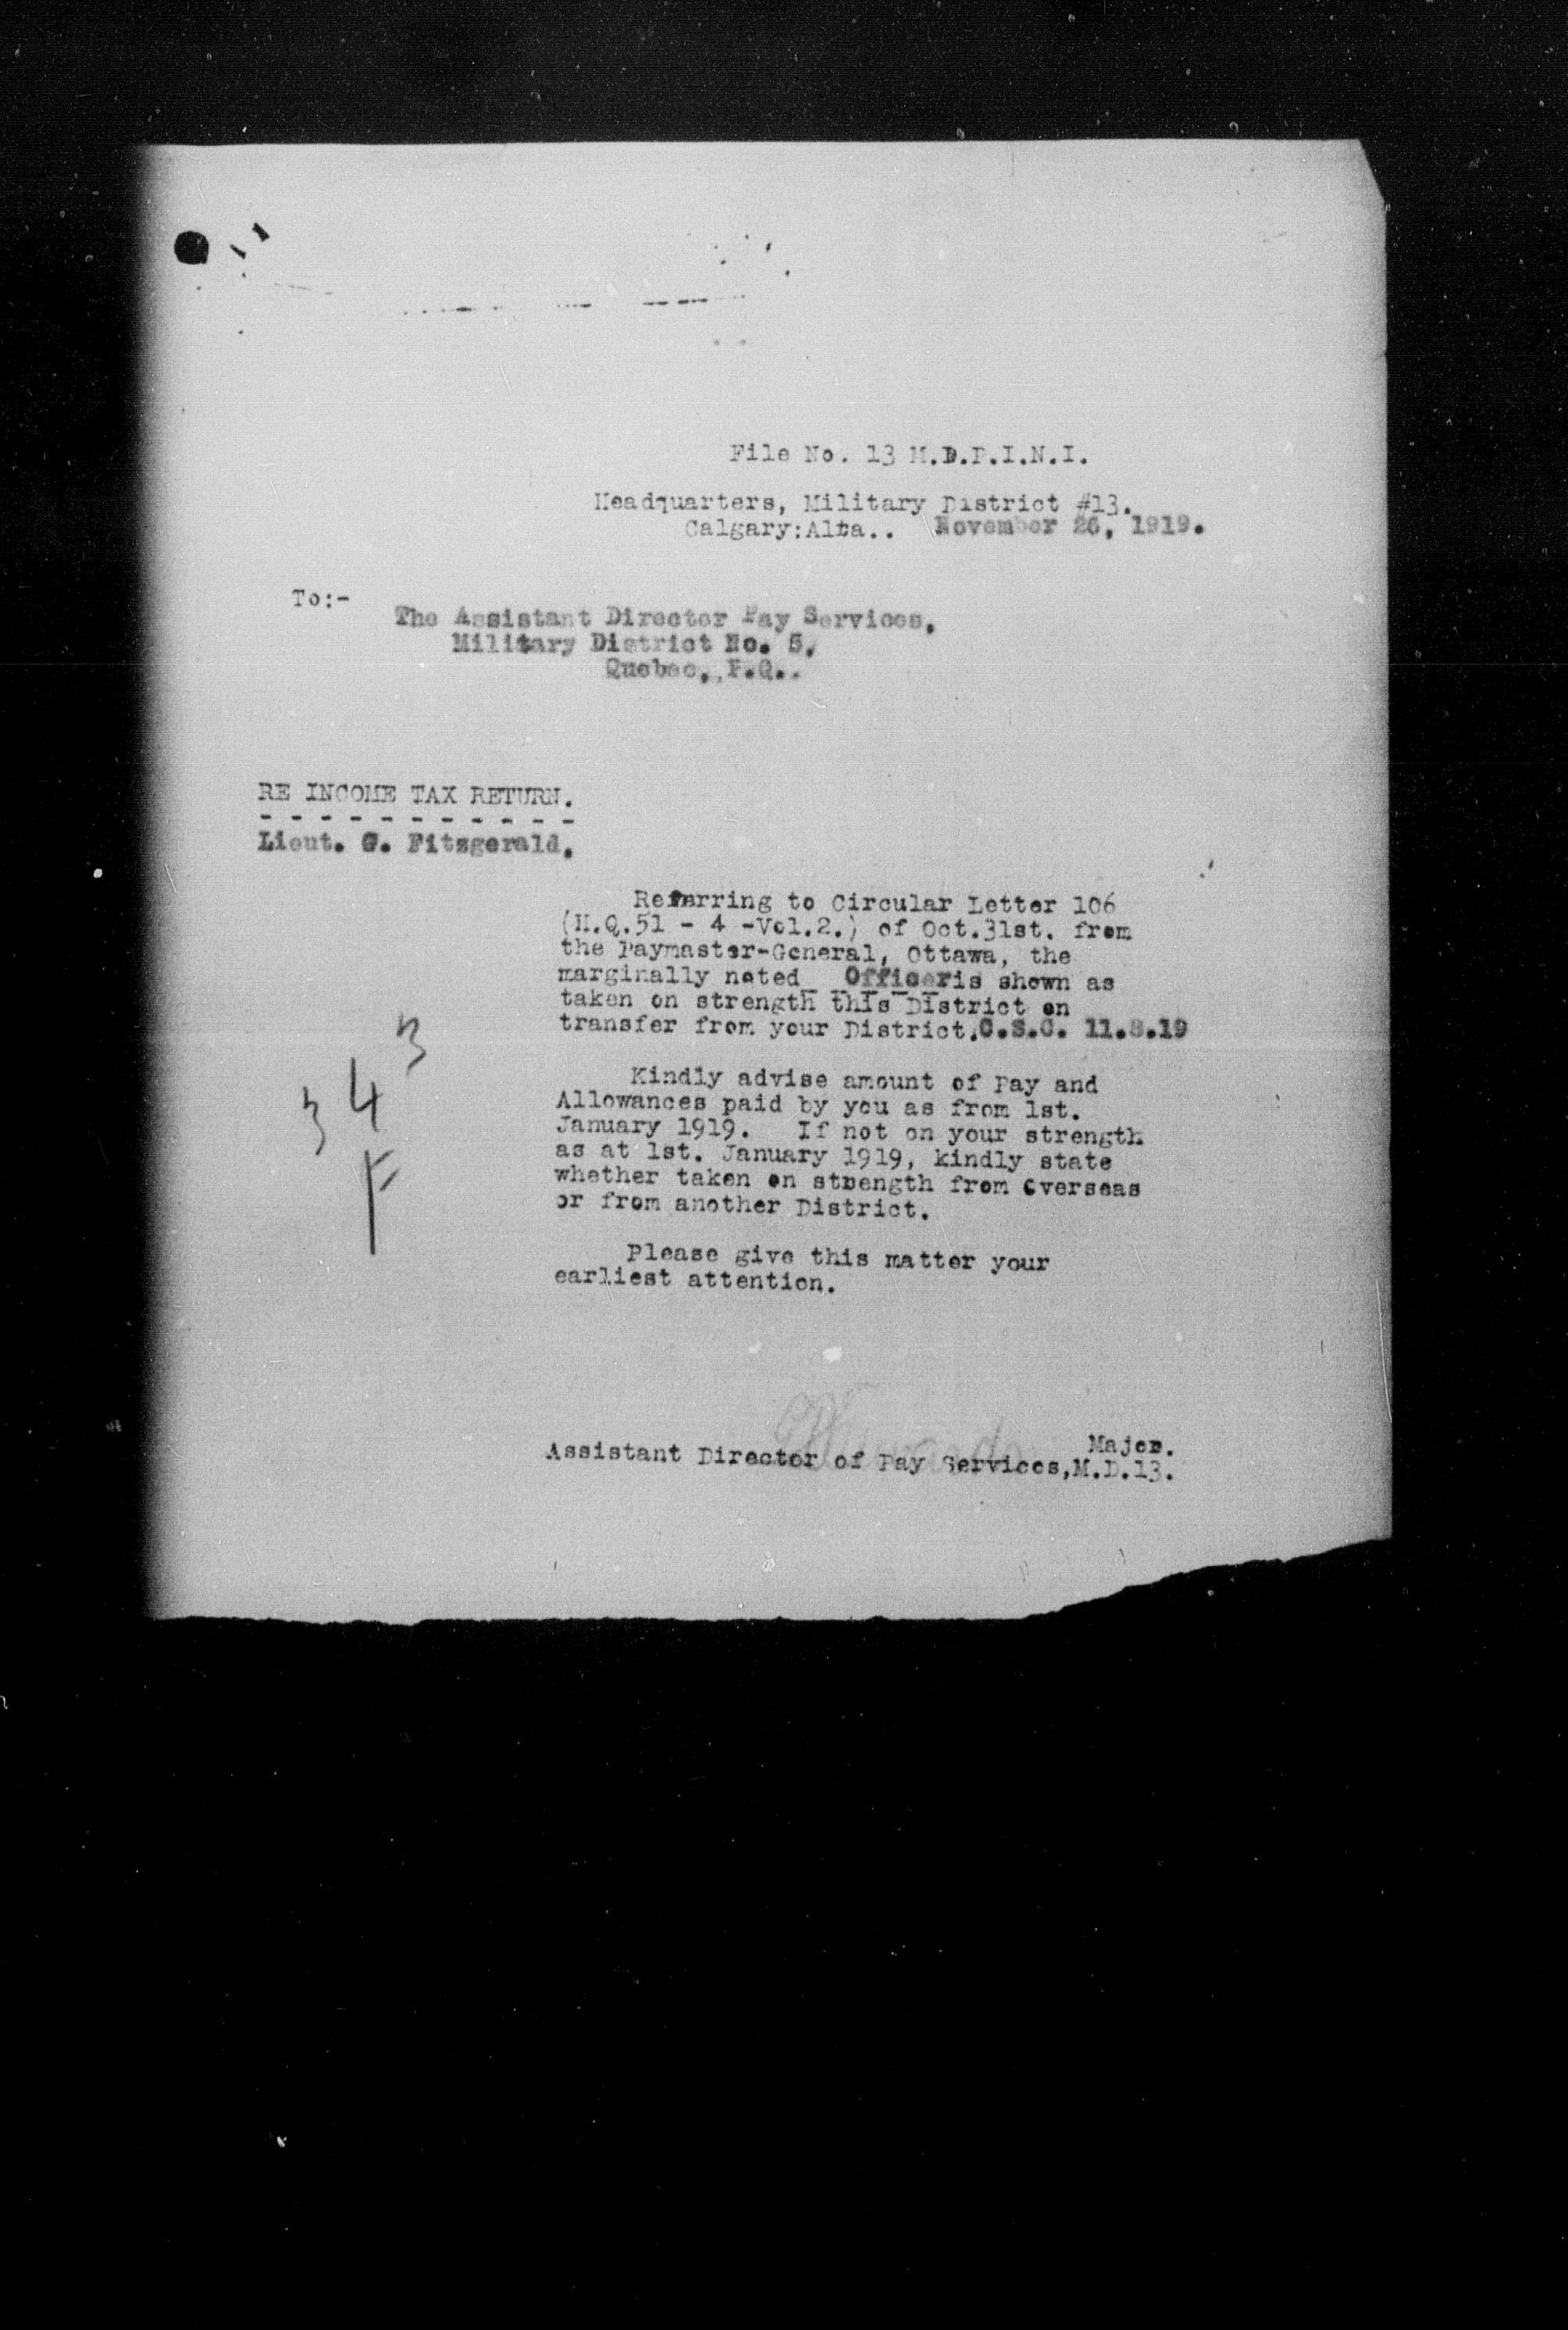 File No. 13 M.D.P.I.N.I.
Headquarters, Military District #13.
Calgary:Alta.. November 26, 1919.
To:-
The Assistant Director Pay Services,
Military District No. 5,
Quebec,,P.Q..
RE INCOME TAX RETURN.
- - - - - - - - - - -
Lieut. G. Fitzgerald.
Referring to Circular Letter 106
(H.Q.51 - 4 -Vol.2.) of Oct.31st. from
the Paymaster-General, Ottawa, the
marginally noted Officer is shown as
taken on strength this District on
transfer from your District.C.S.C. 11.8.19
Kindly advise amount of Pay and
Allowances paid by you as from 1st.
January 1919. If not on your strength
as at 1st. January 1919, kindly state
whether taken on strength from Overseas
or from another District.
3
4
3
F
Please give this matter your
earliest attention.
Major.
Assistant Director of Pay Services,M.D.13.